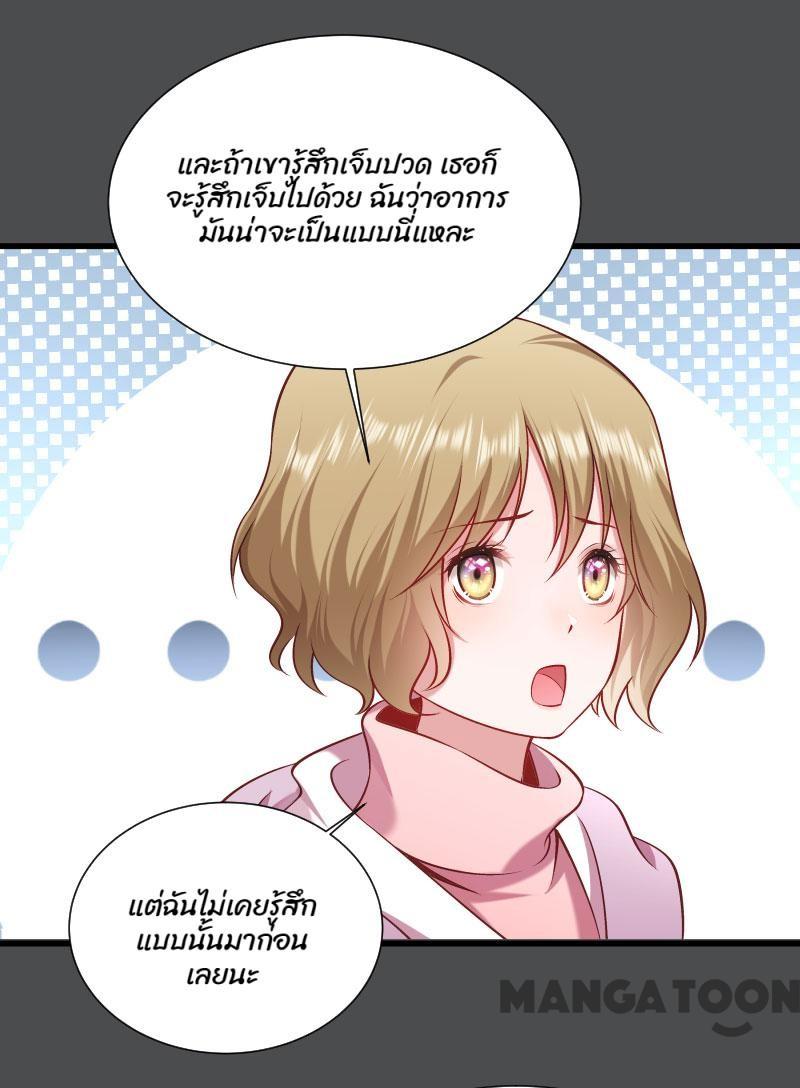 และถ้าเขารู้สึกเจ็บปวด เธอก็
จะรู้สึกเจ็บไปด้วย ฉันว่าอาการ
มันน่าจะเป็นแบบนี่แหละ
แต่ฉันไม่เคยรู้สึก
แบบนั้นมาก่อน
เลยนะ
MANGATOON